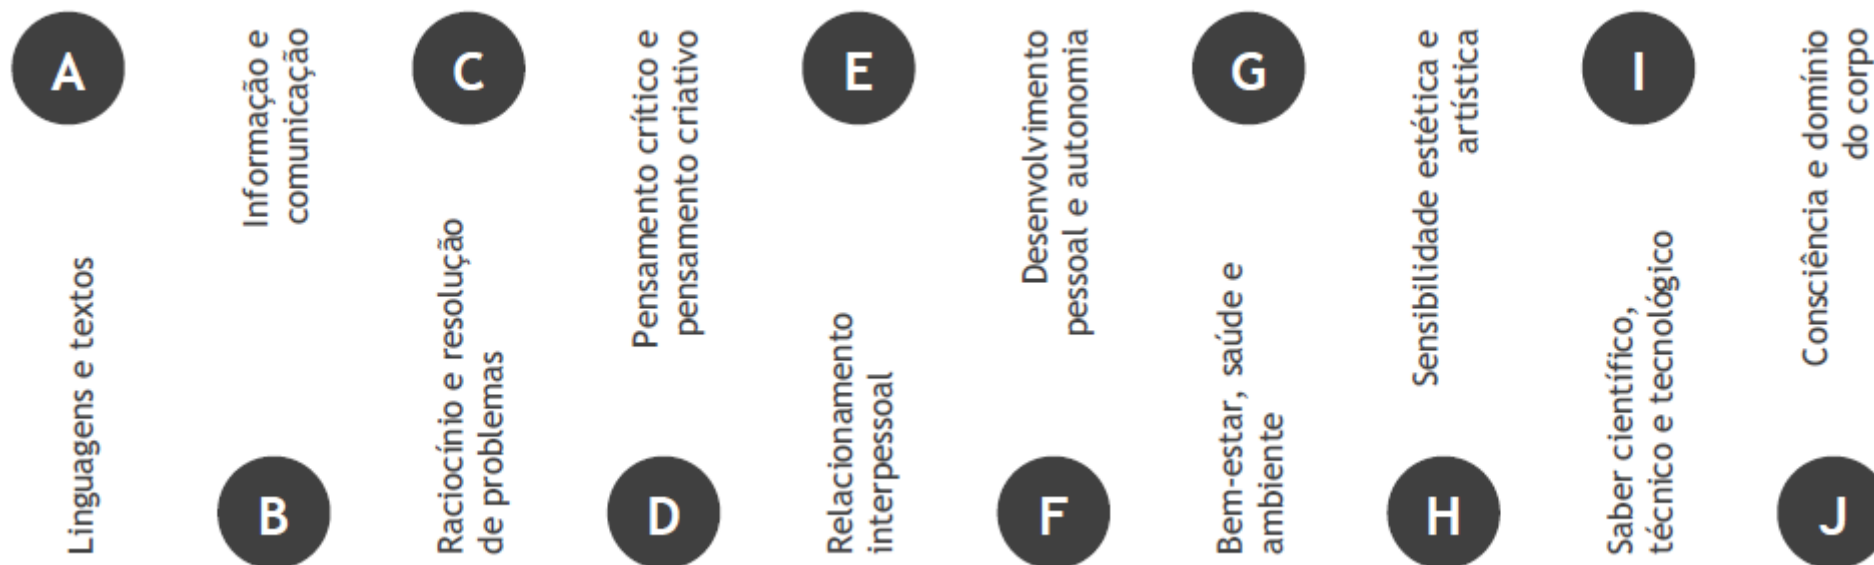 A
Linguagens e textos
B
Informação e
comunicação
C
Raciocínio e resolução
de problemas
D
Pensamento crítico e
pensamento criativo
E
Relacionamento
interpessoal
F
Desenvolvimento
pessoal e autonomia
G
Bem-estar, saúde e
ambiente
H
Sensibilidade estética e
artística
I
Saber científico,
técnico e tecnológico
J
Consciência e domínio
do corpo